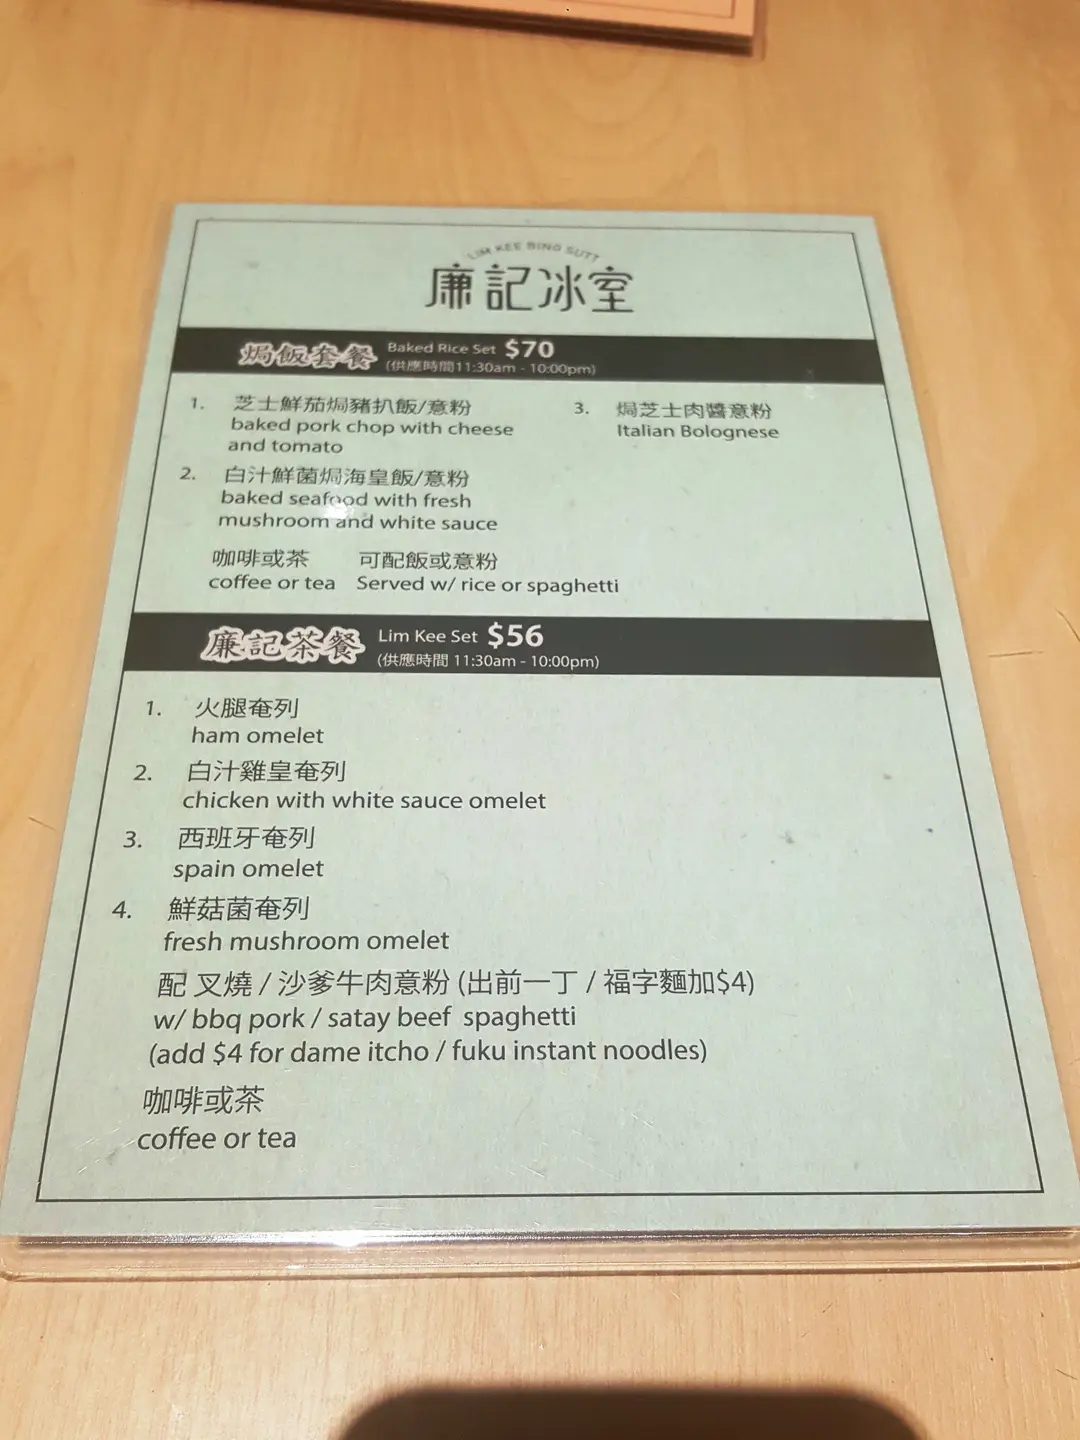 LIM KEE BING SUTT
廉記冰室
焗飯套餐 Baked Rice Set $70
(供應時間11:30am - 10:00pm)
1. 芝士鮮茄焗豬扒飯/意粉
baked pork chop with cheese
and tomato
2. 白汁鮮菌焗海皇飯/意粉
baked seafood with fresh
mushroom and white sauce
3. 焗芝士肉醬意粉
Italian Bolognese
咖啡或茶 可配飯或意粉
coffee or tea Served w/ rice or spaghetti
廉記茶餐 Lim Kee Set $56
(供應時間 11:30am - 10:00pm)
1. 火腿奄列
ham omelet
2. 白汁雞皇奄列
chicken with white sauce omelet
3. 西班牙奄列
spain omelet
4. 鮮菇菌奄列
fresh mushroom omelet
配 叉燒 / 沙爹牛肉意粉 (出前一丁 / 福字麵加$4)
w/ bbq pork / satay beef spaghetti
(add $4 for dame itcho / fuku instant noodles)
咖啡或茶
coffee or tea